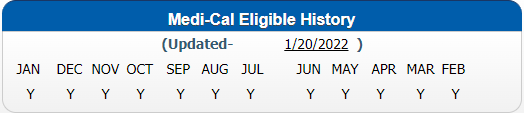 Medi-Cal Eligible History
(Updated- 1/20/2022 )
JAN DEC NOV OCT SEP AUG JUL JUN MAY APR MAR FEB
Y Y Y Y Y Y Y Y Y Y Y Y